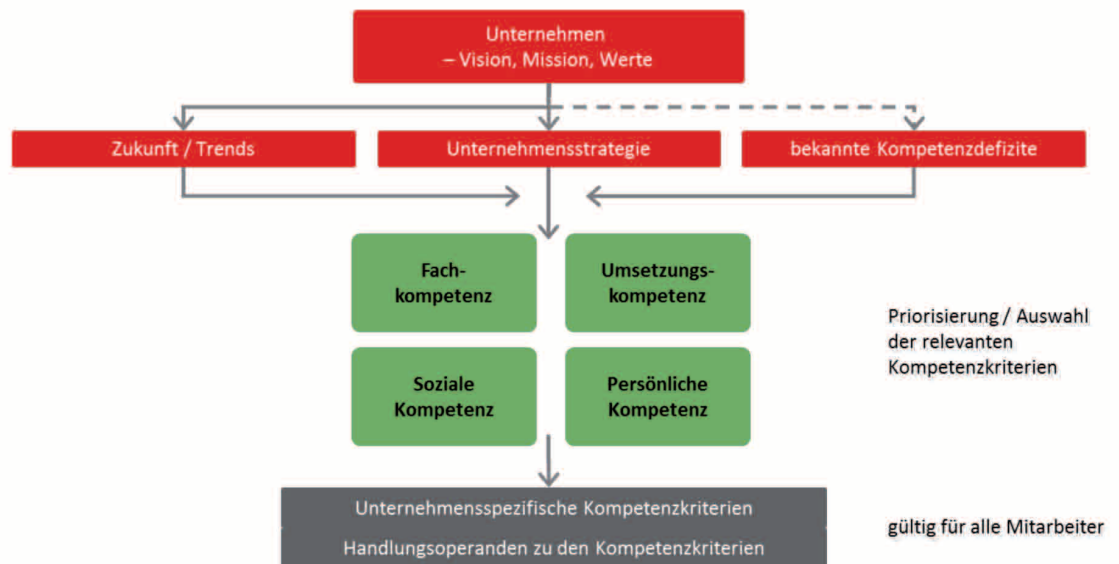 Unternehmen
– Vision, Mission, Werte
Zukunft / Trends
Unternehmensstrategie
bekannte Kompetenzdefizite
Fach-
kompetenz
Umsetzungs-
kompetenz
Soziale
Kompetenz
Persönliche
Kompetenz
Priorisierung / Auswahl
der relevanten
Kompetenzkriterien
Unternehmensspezifische Kompetenzkriterien
Handlungsoperanden zu den Kompetenzkriterien
gültig für alle Mitarbeiter